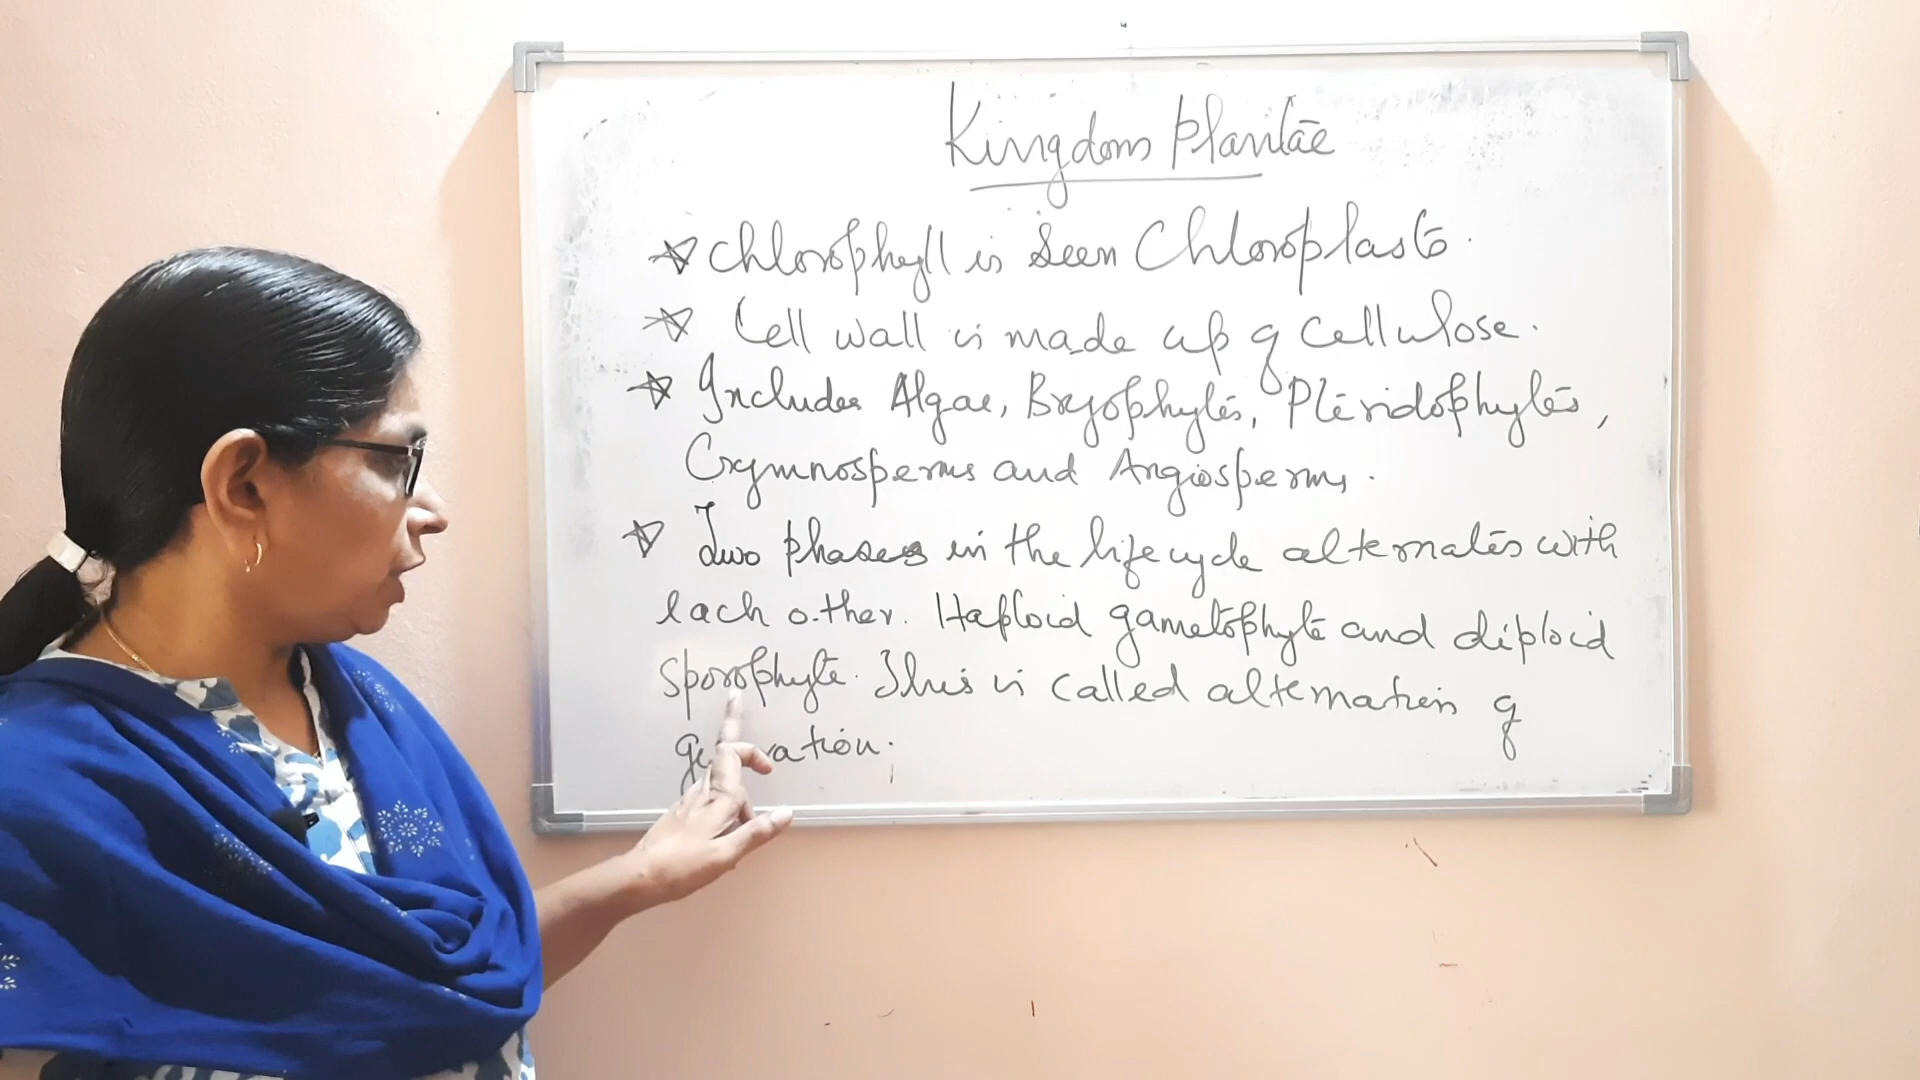 Kingdom Plantae
☆ Chlorophyll is seen Chloroplasts.
☆ Cell wall is made up of cellulose.
☆ Includes Algae, Bryophytes, Pteridophytes,
Gymnosperms and Angiosperms.
☆ Two phases in the life cycle alternates with
each other. Haploid gametophyte and diploid
sporophyte. This is called alternation of